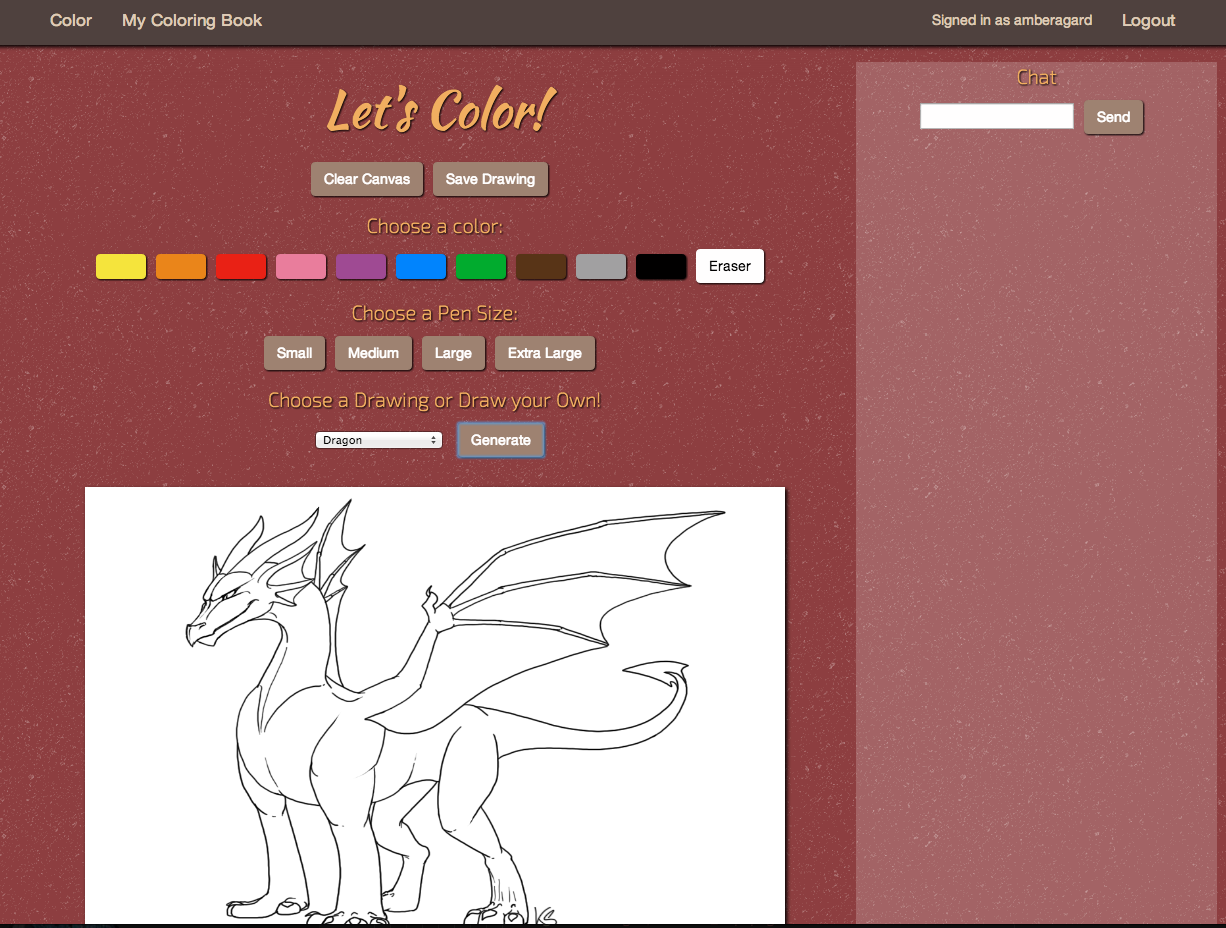 Color My Coloring Book Signed in as amberagard Logout
Let's Color!
Clear Canvas Save Drawing
Choose a color:
Eraser
Choose a Pen Size:
Small Medium Large Extra Large
Choose a Drawing or Draw your Own!
Dragon Generate
Chat
Send
KS